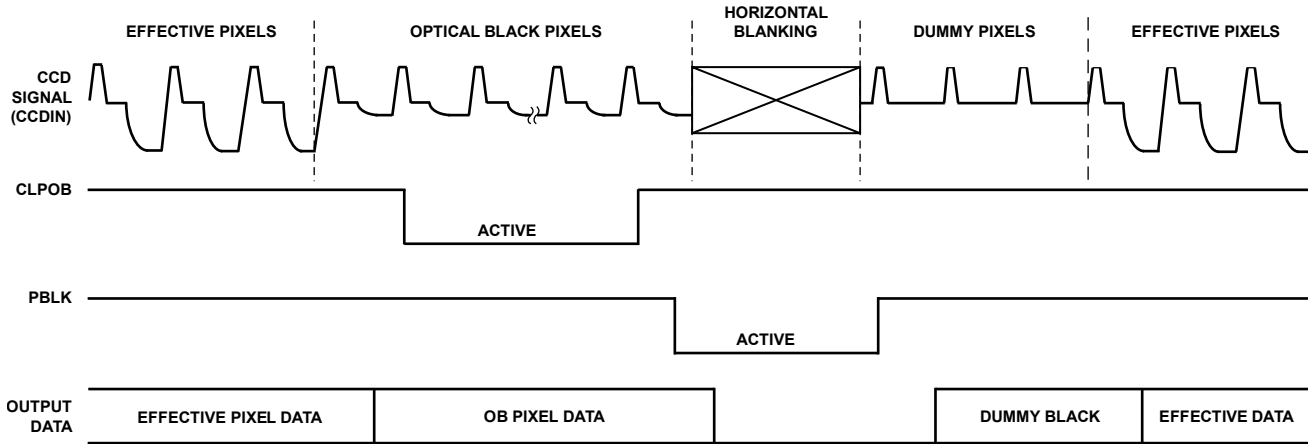 EFFECTIVE PIXELS
OPTICAL BLACK PIXELS
HORIZONTAL
BLANKING
DUMMY PIXELS
EFFECTIVE PIXELS
CCD
SIGNAL
(CCDIN)
CLPOB
ACTIVE
PBLK
ACTIVE
OUTPUT
DATA
EFFECTIVE PIXEL DATA
OB PIXEL DATA
DUMMY BLACK
EFFECTIVE DATA